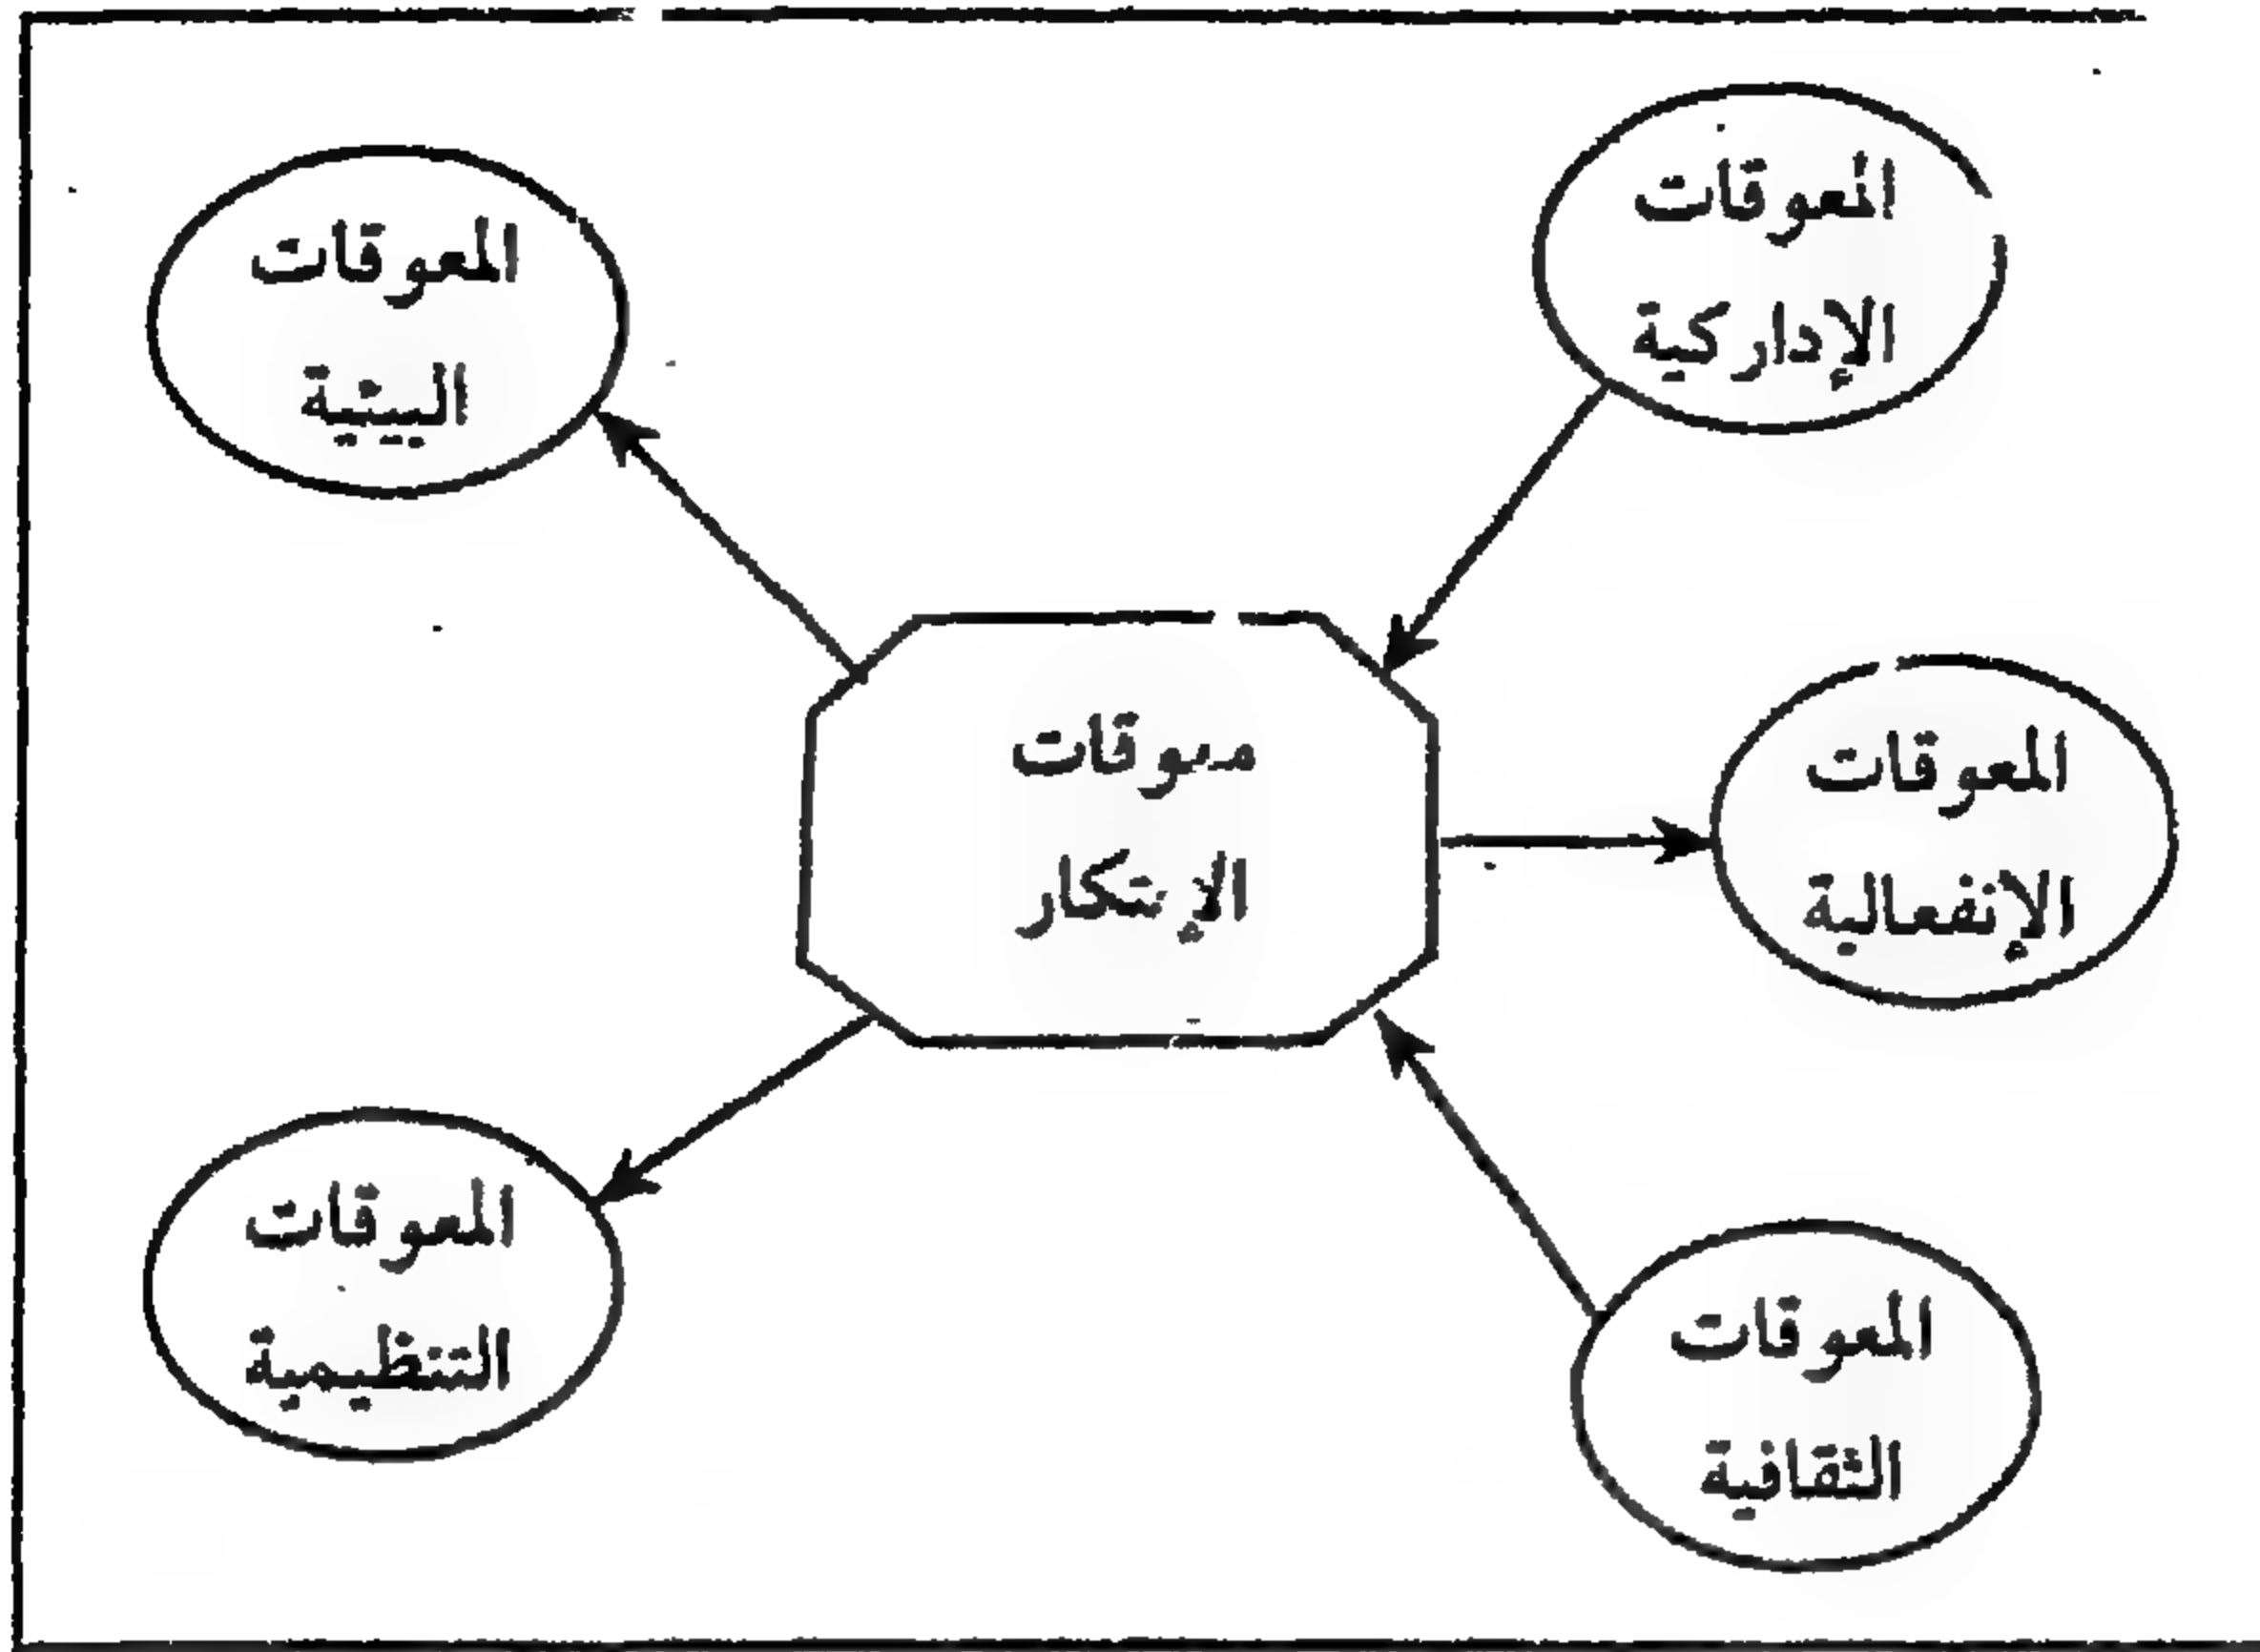 المعوقات
الإداركية
المعوقات
البيئية
معوقات
الإبتكار
المعوقات
الإنفعالية
المعوقات
التنظيمية
المعوقات
الثقافية